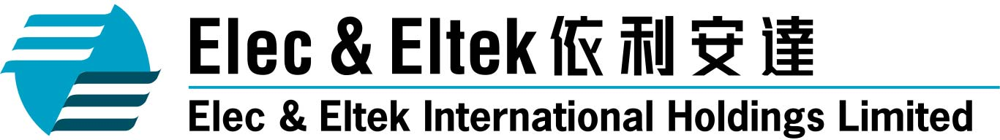 Elec & Eltek 依利安達
Elec & Eltek International Holdings Limited